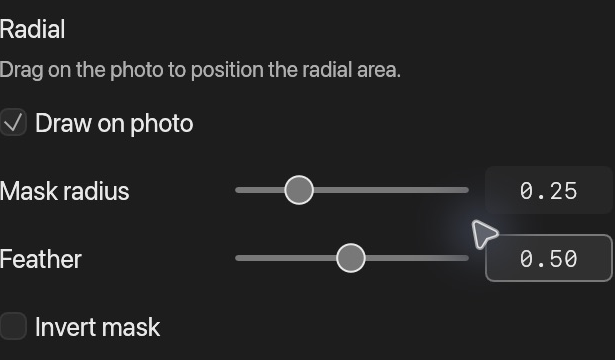 Radial
Drag on the photo to position the radial area.
Draw on photo
Mask radius 0.25
Feather 0.50
Invert mask